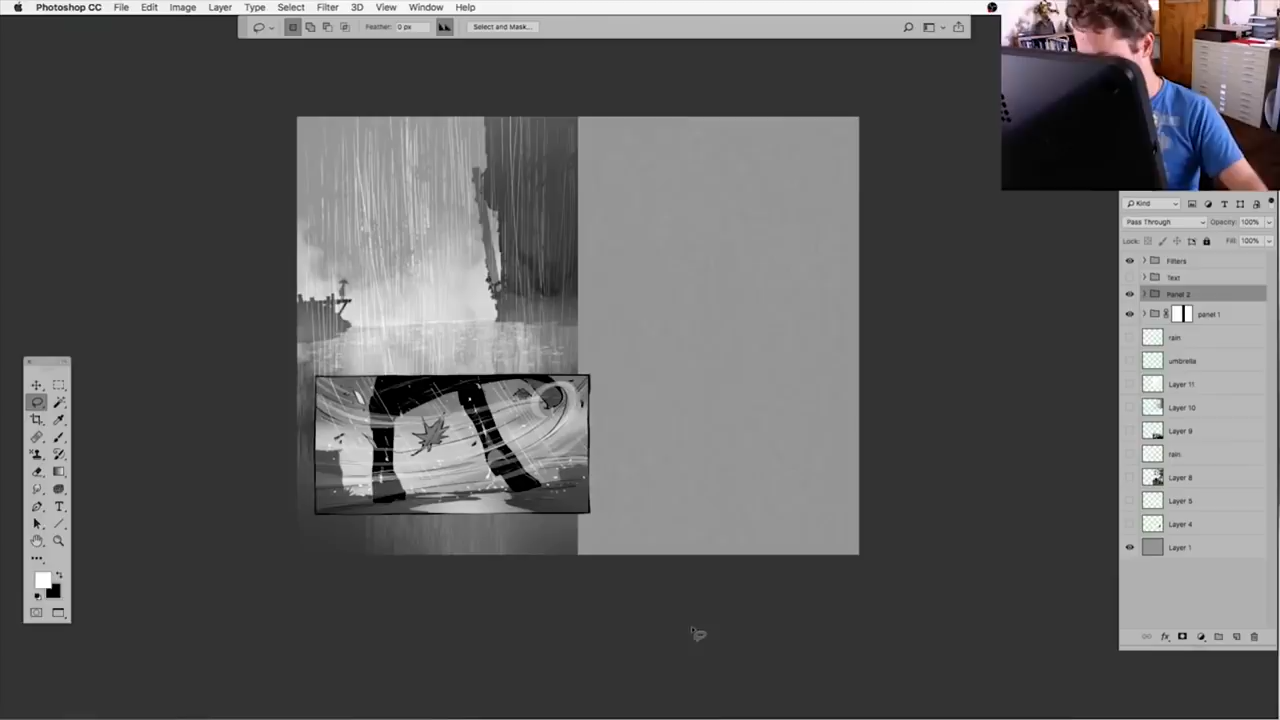 Photoshop CC File Edit Image Layer Type Select Filter 3D View Window Help
Feather: 0 px Select and Mask...
Kind
Pass Through Opacity: 100%
Lock: Fill: 100%
Filters
Text
Panel 2
panel 1
rain
umbrella
Layer 11
Layer 10
Layer 9
rain
Layer 8
Layer 5
Layer 4
Layer 1